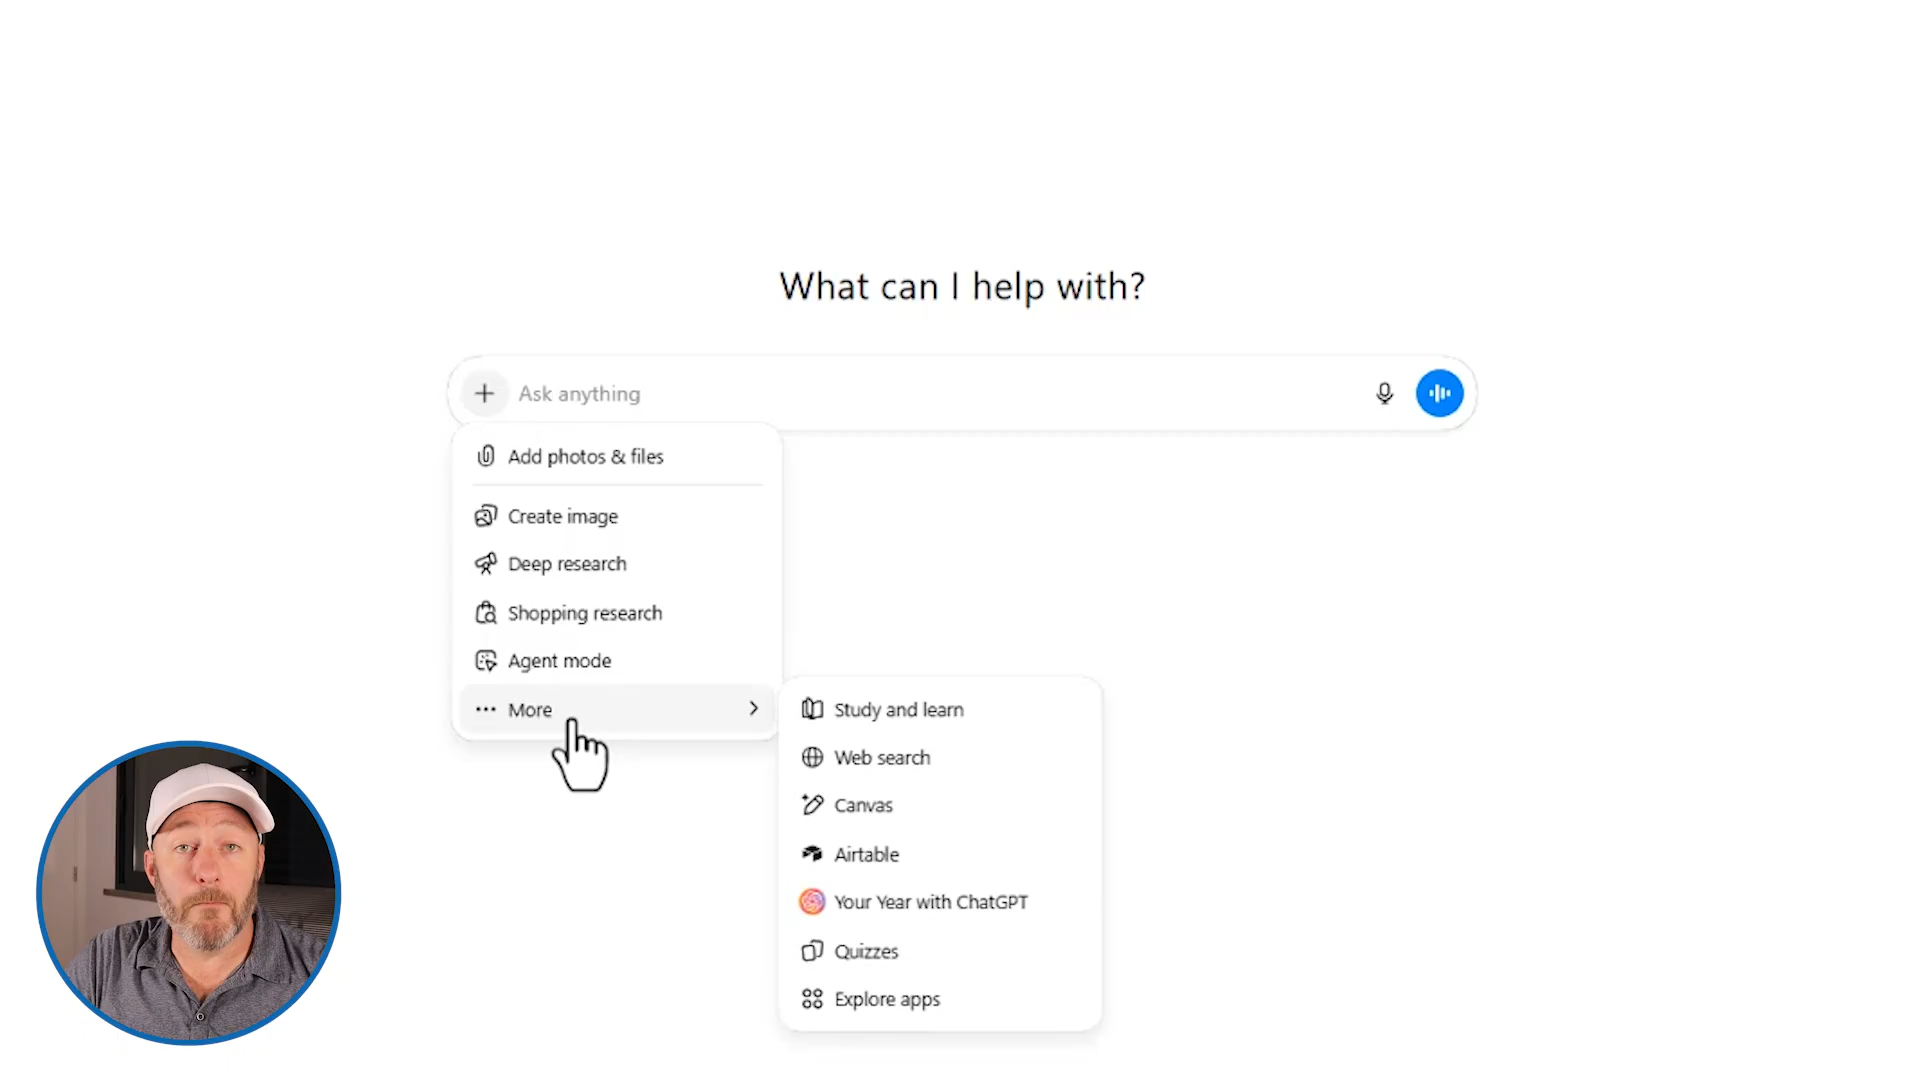 What can I help with?
Ask anything
Add photos & files
Create image
Deep research
Shopping research
Agent mode
More
Study and learn
Web search
Canvas
Airtable
Your Year with ChatGPT
Quizzes
Explore apps